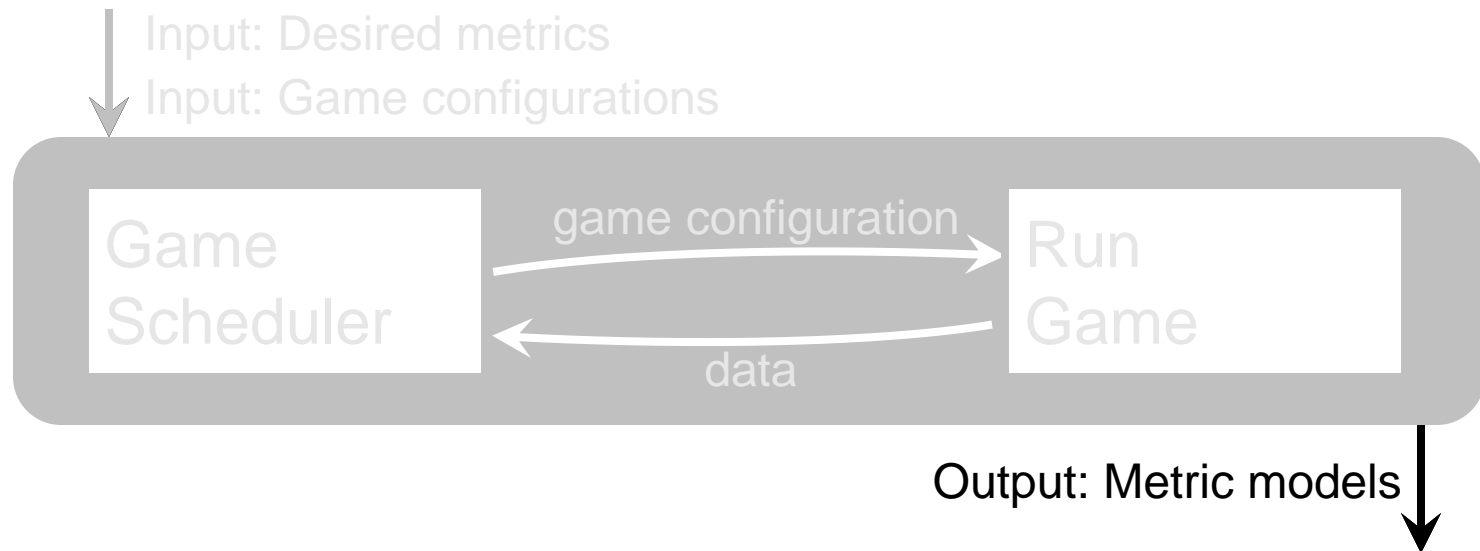 Input: Desired metrics
Input: Game configurations
game configuration
Game
Scheduler
Run
Game
data
Output: Metric models